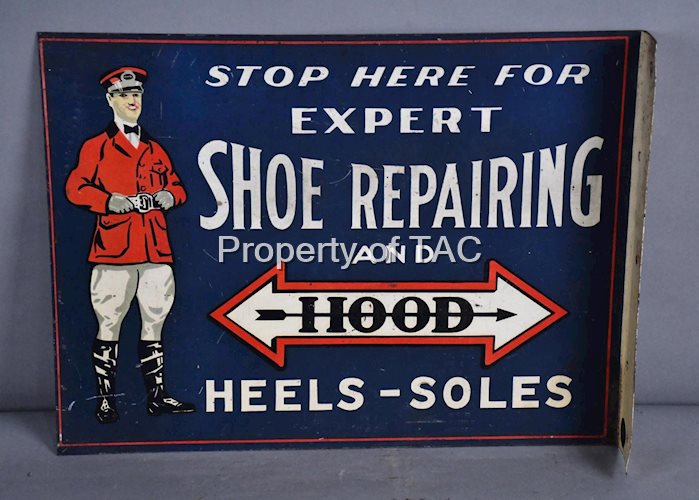 STOP HERE FOR
EXPERT
SHOE REPAIRING
Property of TAC
AND
HOOD
HEELS-SOLES